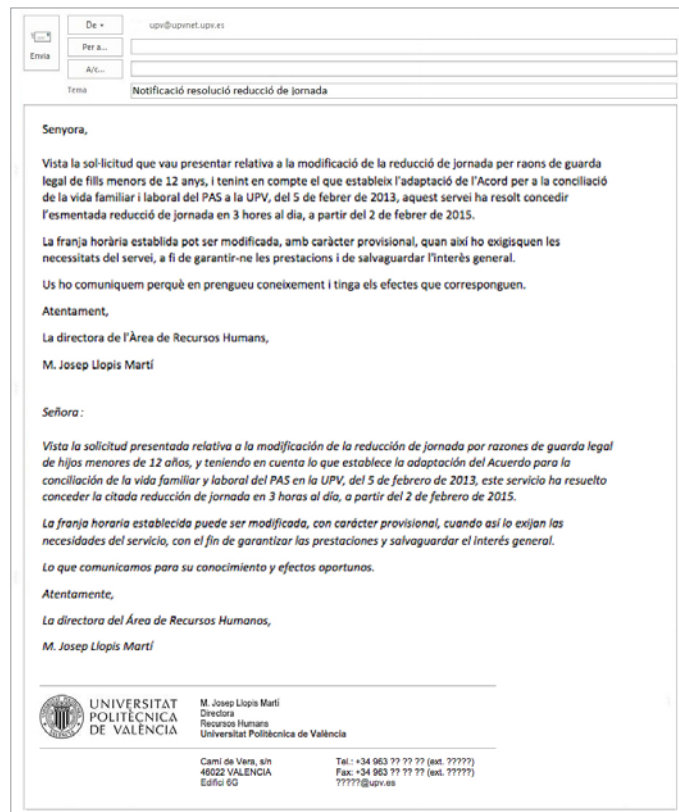 De
upv@upvnet.upv.es
Envia
Per a...
A/c...
Tema
Notificació resolució reducció de jornada
Senyora,
Vista la sol·licitud que vau presentar relativa a la modificació de la reducció de jornada per raons de guarda
legal de fills menors de 12 anys, i tenint en compte el que estableix l'adaptació de l'Acord per a la conciliació
de la vida familiar i laboral del PAS a la UPV, del 5 de febrer de 2013, aquest servei ha resolt concedir
l'esmentada reducció de jornada en 3 hores al dia, a partir del 2 de febrer de 2015.
La franja horària establida pot ser modificada, amb caràcter provisional, quan així ho exigisquen les
necessitats del servei, a fi de garantir-ne les prestacions i de salvaguardar l'interès general.
Us ho comuniquem perquè en prengueu coneixement i tinga els efectes que corresponguen.
Atentament,
La directora de l'Àrea de Recursos Humans,
M. Josep Llopis Martí
Señora:
Vista la solicitud presentada relativa a la modificación de la reducción de jornada por razones de guarda legal
de hijos menores de 12 años, y teniendo en cuenta lo que establece la adaptación del Acuerdo para la
conciliación de la vida familiar y laboral del PAS en la UPV, del 5 de febrero de 2013, este servicio ha resuelto
conceder la citada reducción de jornada en 3 horas al día, a partir del 2 de febrero de 2015.
La franja horaria establecida puede ser modificada, con carácter provisional, cuando así lo exijan las
necesidades del servicio, con el fin de garantizar las prestaciones y salvaguardar el interés general.
Lo que comunicamos para su conocimiento y efectos oportunos.
Atentamente,
La directora del Área de Recursos Humanos,
M. Josep Llopis Martí
UNIVERSITAT
POLITÈCNICA
DE VALÈNCIA
M. Josep Llopis Martí
Directora
Recursos Humans
Universitat Politècnica de València
Camí de Vera, s/n
46022 VALENCIA
Edifici 6G
Tel.: +34 963 ?? ?? ?? (ext. ?????)
Fax: +34 963 ?? ?? ?? (ext. ?????)
?????@upv.es